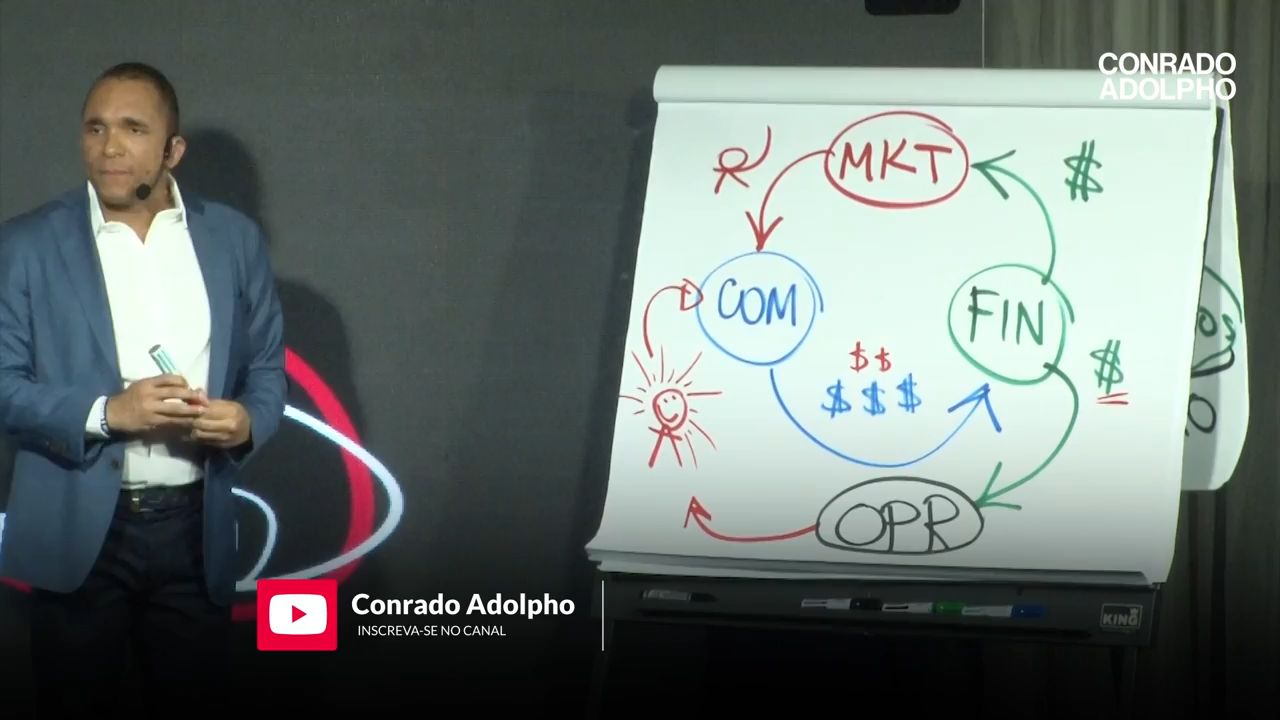 CONRADO
ADOLPHO
MKT
$
COM
FIN
$ $
$ $ $
$
OPR
Conrado Adolpho
INSCREVA-SE NO CANAL
KING